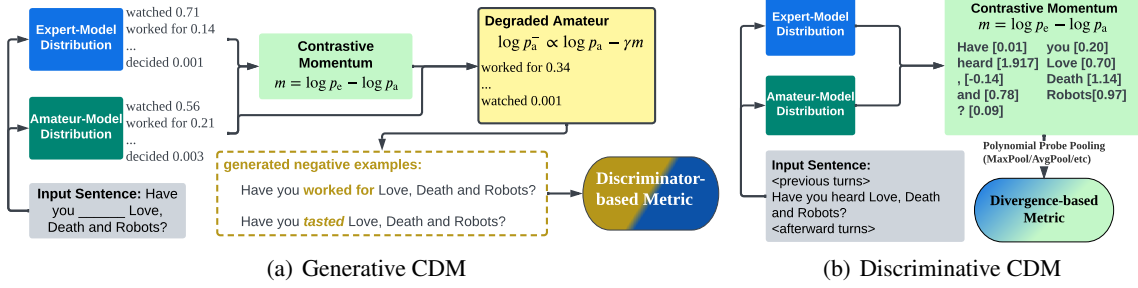 Expert-Model
Distribution
watched 0.71
worked for 0.14
...
decided 0.001
Amateur-Model
Distribution
watched 0.56
worked for 0.21
...
decided 0.003
Input Sentence: Have
you ______ Love,
Death and Robots?
Contrastive
Momentum
m = log pₑ − log pₐ
Degraded Amateur
log pₐ⁻ ∝ log pₐ − γm
worked for 0.34
...
watched 0.001
generated negative examples:
Have you worked for Love, Death and Robots?
Have you tasted Love, Death and Robots?
Discriminator-
based Metric
(a) Generative CDM
Expert-Model
Distribution
Amateur-Model
Distribution
Input Sentence:
<previous turns>
Have you heard Love, Death
and Robots?
<afterward turns>
Contrastive Momentum
m = log pₑ − log pₐ
Have [0.01] you [0.20]
heard [1.917] Love [0.70]
, [-0.14] Death [1.14]
and [0.78] Robots[0.97]
? [0.09]
Polynomial Probe Pooling
(MaxPool/AvgPool/etc)
Divergence-based
Metric
(b) Discriminative CDM